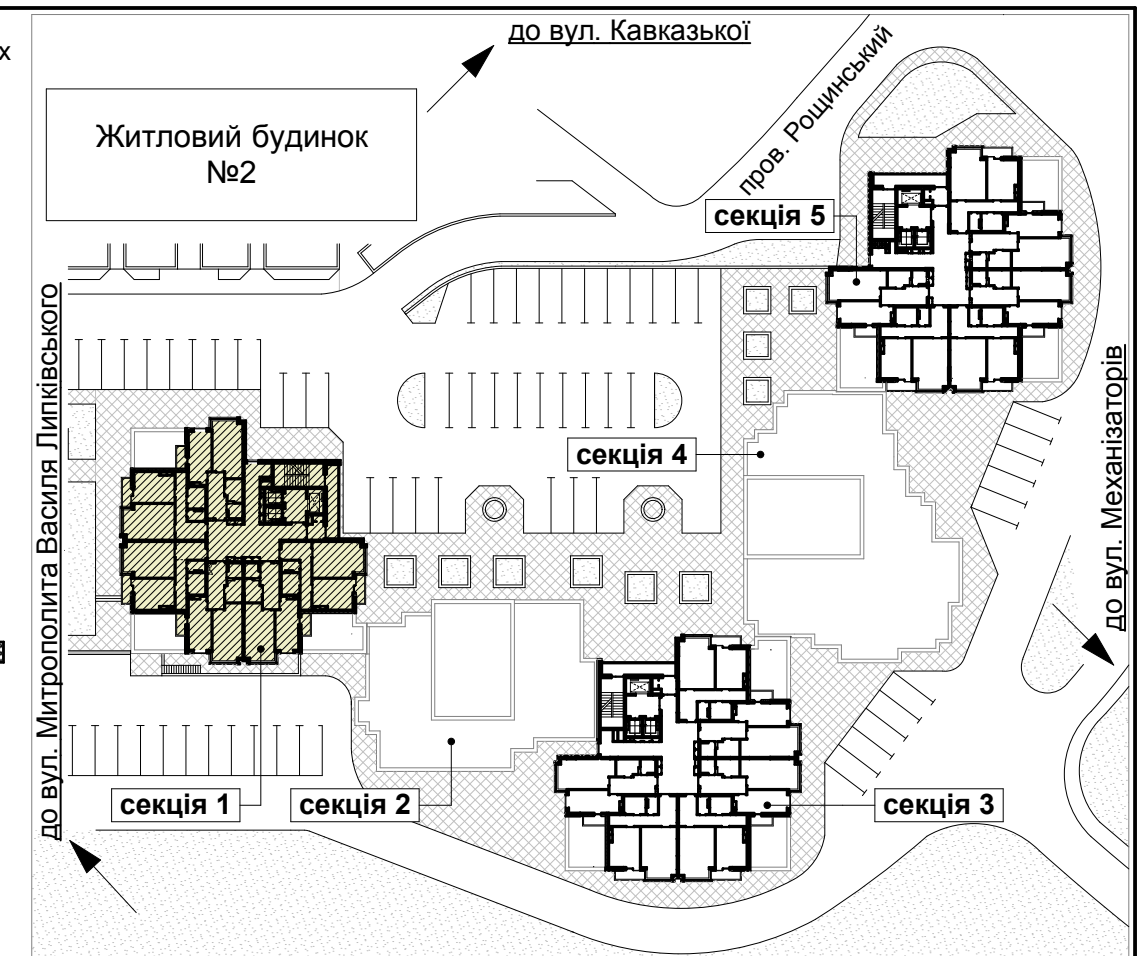 х
до вул. Кавказької
Житловий будинок
№2
пров. Рощинський
секція 5
до вул. Митрополита Василя Липківського
секція 4
до вул. Механізаторів
секція 1
секція 2
секція 3